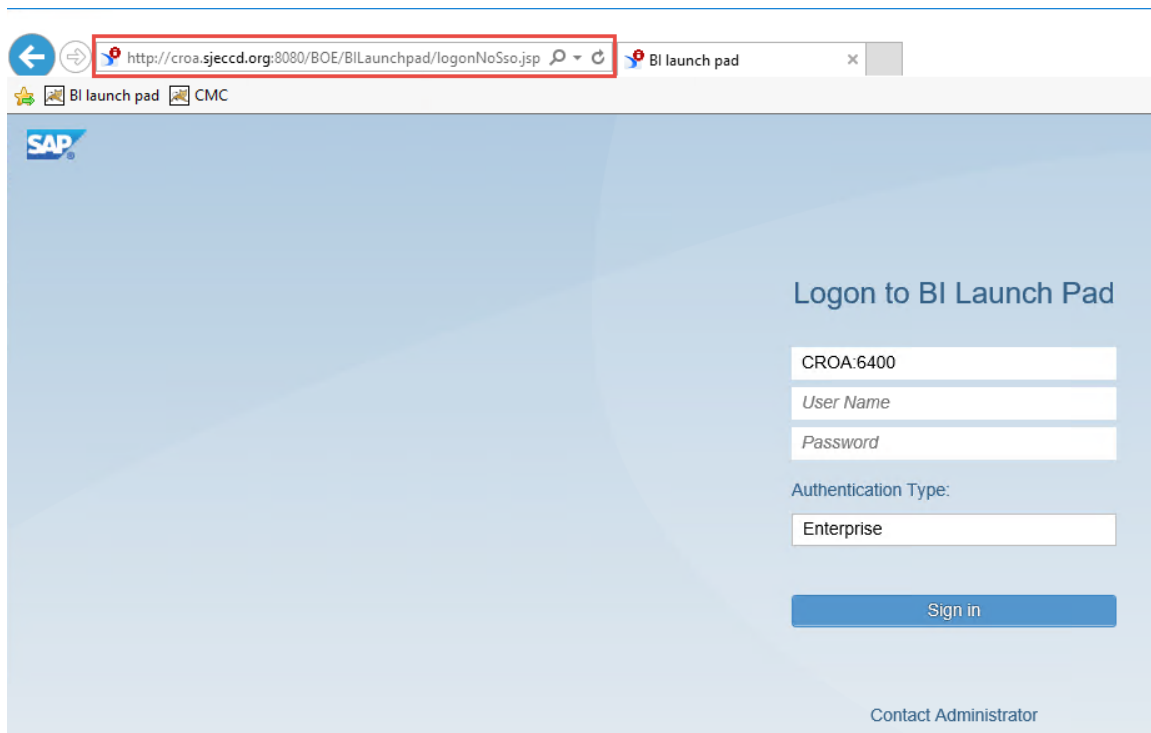 http://croa.sjeccd.org:8080/BOE/BILaunchpad/logonNoSso.jsp BI launch pad
BI launch pad CMC
SAP®
Logon to BI Launch Pad
CROA:6400
User Name
Password
Authentication Type:
Enterprise
Sign in
Contact Administrator